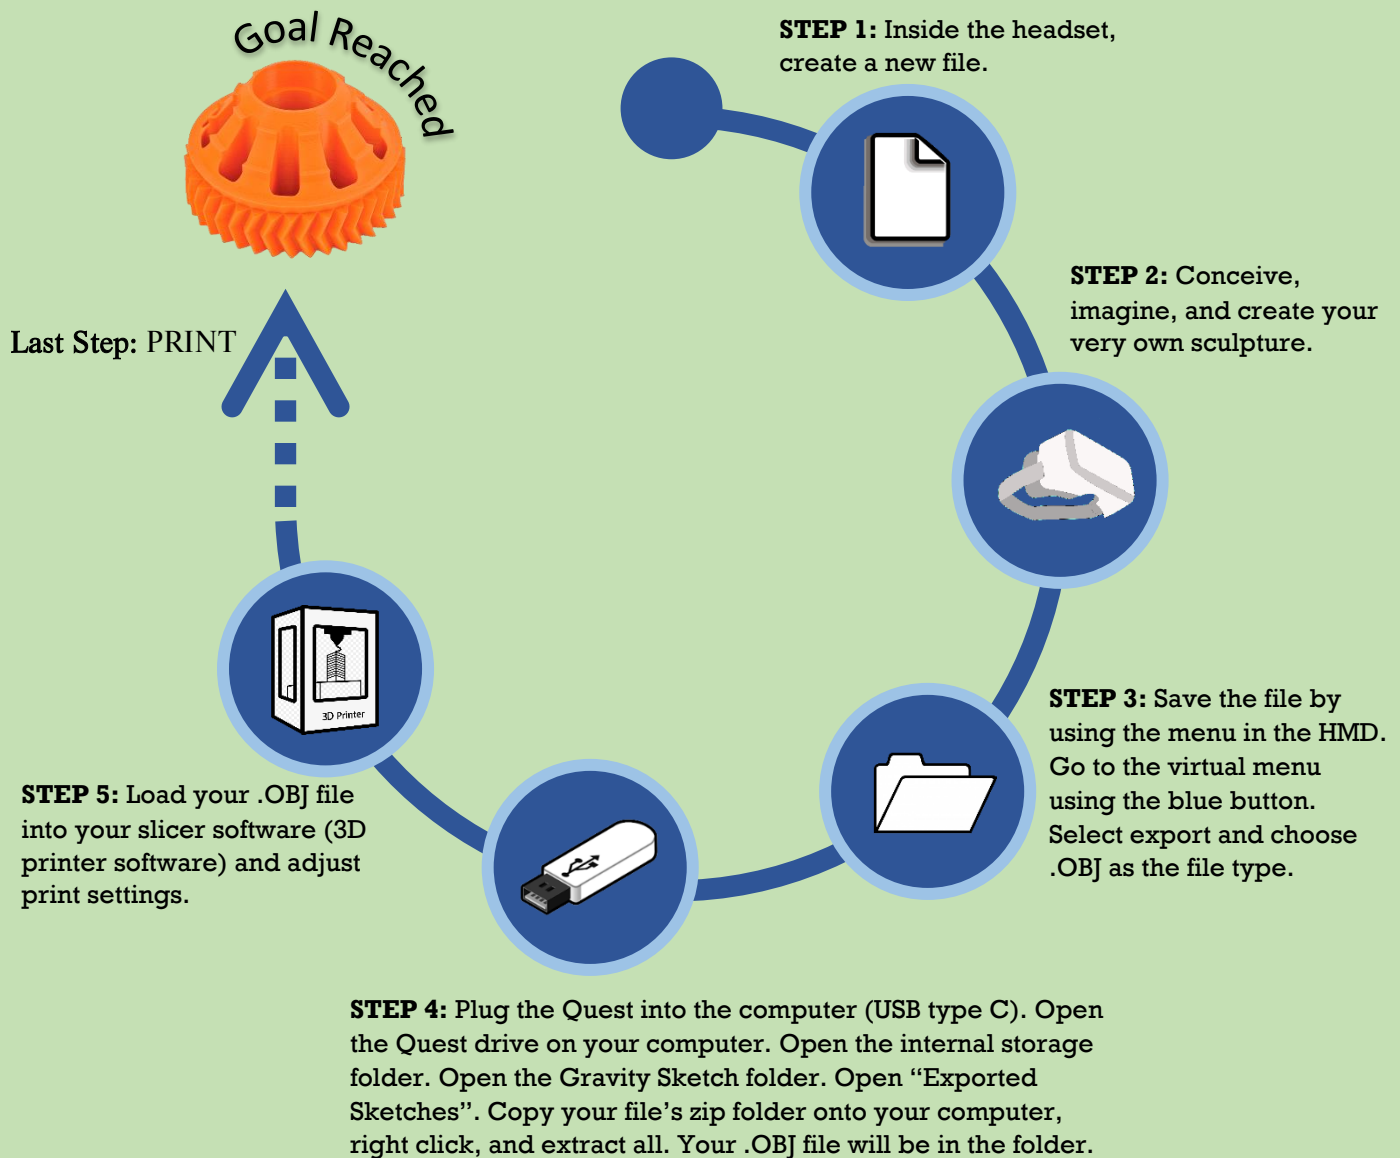 Goal Reached
STEP 1: Inside the headset,
create a new file.
STEP 2: Conceive,
imagine, and create your
very own sculpture.
Last Step: PRINT
3D Printer
STEP 3: Save the file by
using the menu in the HMD.
Go to the virtual menu
using the blue button.
Select export and choose
.OBJ as the file type.
STEP 5: Load your .OBJ file
into your slicer software (3D
printer software) and adjust
print settings.
STEP 4: Plug the Quest into the computer (USB type C). Open
the Quest drive on your computer. Open the internal storage
folder. Open the Gravity Sketch folder. Open “Exported
Sketches”. Copy your file’s zip folder onto your computer,
right click, and extract all. Your .OBJ file will be in the folder.